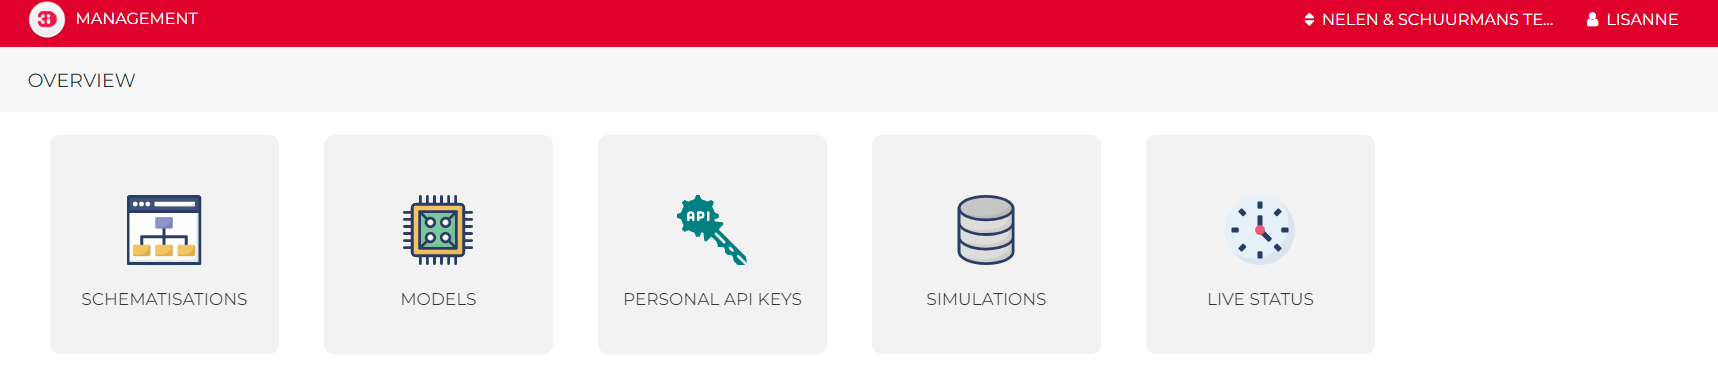 3Di MANAGEMENT NELEN & SCHUURMANS TE... LISANNE
OVERVIEW
API
SCHEMATISATIONS MODELS PERSONAL API KEYS SIMULATIONS LIVE STATUS